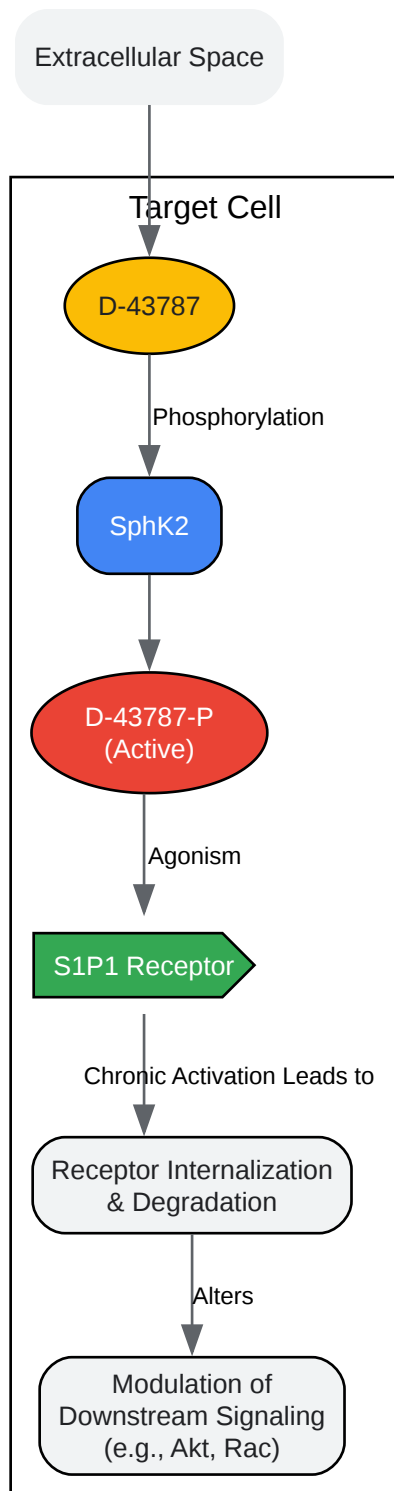 Extracellular Space
Target Cell
D-43787
Phosphorylation
SphK2
D-43787-P
(Active)
Agonism
S1P1 Receptor
Chronic Activation Leads to
Receptor Internalization
& Degradation
Alters
Modulation of
Downstream Signaling
(e.g., Akt, Rac)